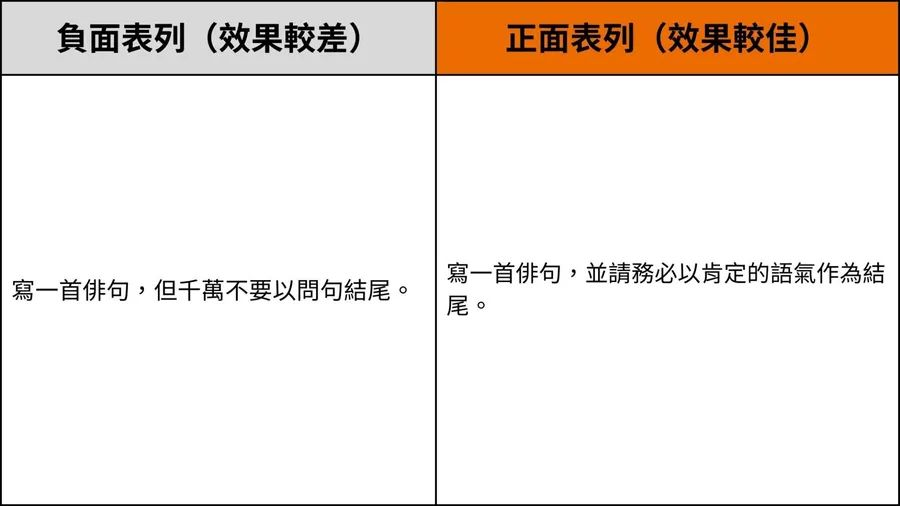 負面表列（效果較差）
正面表列（效果較佳）
寫一首俳句，但千萬不要以問句結尾。
寫一首俳句，並請務必以肯定的語氣作為結
尾。